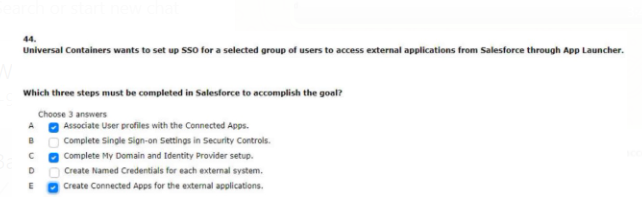 44.
Universal Containers wants to set up SSO for a selected group of users to access external applications from Salesforce through App Launcher.
Which three steps must be completed in Salesforce to accomplish the goal?
Choose 3 answers
A Associate User profiles with the Connected Apps.
B Complete Single Sign-on Settings in Security Controls.
C Complete My Domain and Identity Provider setup.
D Create Named Credentials for each external system.
E Create Connected Apps for the external applications.